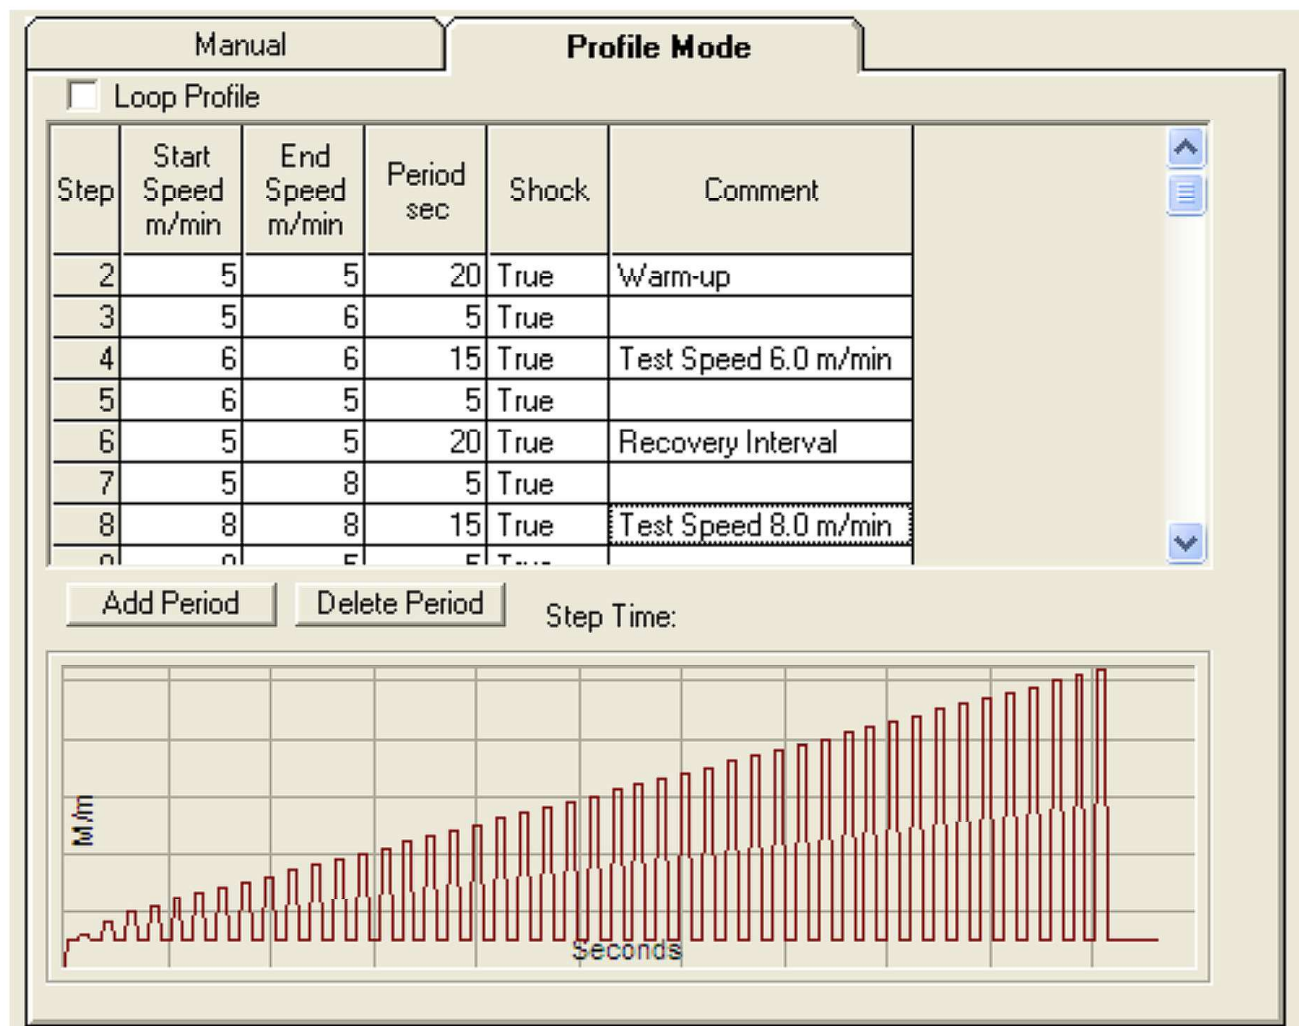 Manual
Profile Mode
Loop Profile
Step Start Speed m/min End Speed m/min Period sec Shock Comment
2 5 5 20 True Warm-up
3 5 6 5 True
4 6 6 15 True Test Speed 6.0 m/min
5 6 5 5 True
6 5 5 20 True Recovery Interval
7 5 8 5 True
8 8 8 15 True Test Speed 8.0 m/min
Add Period
Delete Period
Step Time:
M/m
Seconds